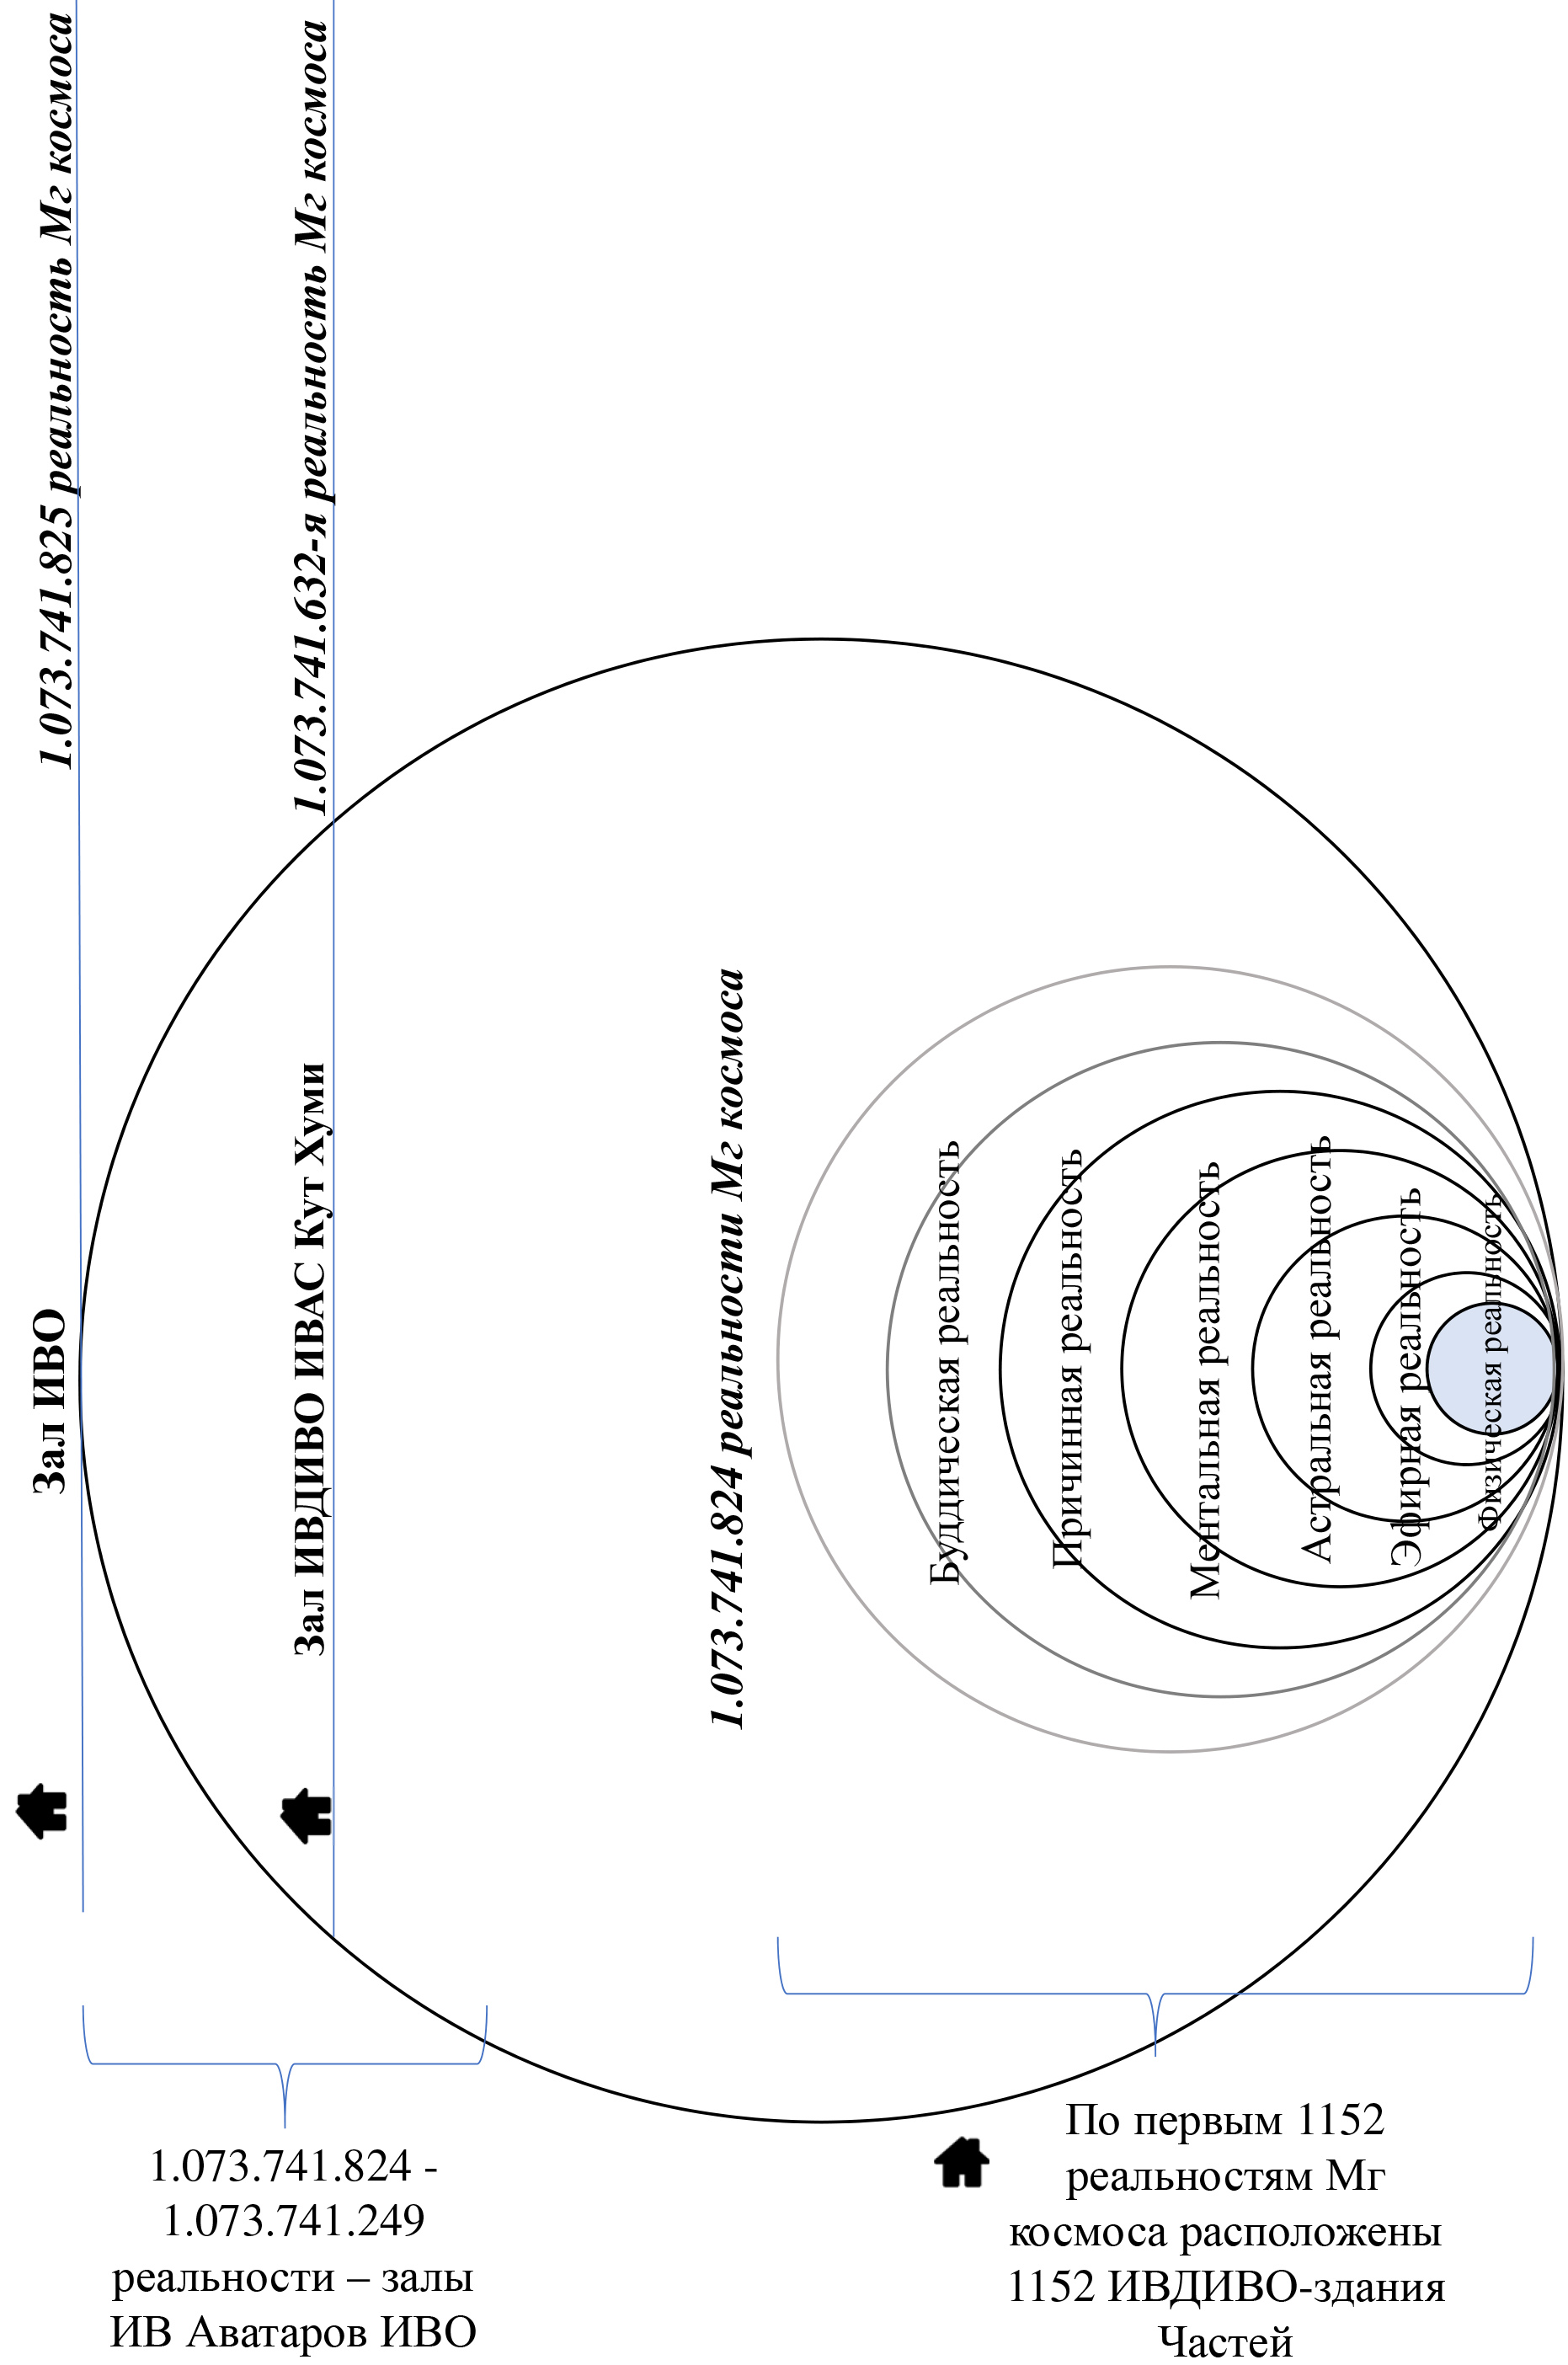 1.073.741.825 реальность Мг космоса
Зал ИВО
1.073.741.632-я реальность Мг космоса
Зал ИВДИВО ИВАС Кут Хуми
1.073.741.824 реальности Мг космоса
Буддическая реальность
Причинная реальность
Ментальная реальность
Астральная реальность
Эфирная реальность
Физическая реальность
1.073.741.824 -
1.073.741.249
реальности – залы
ИВ Аватаров ИВО
По первым 1152
реальностям Мг
космоса расположены
1152 ИВДИВО-здания
Частей